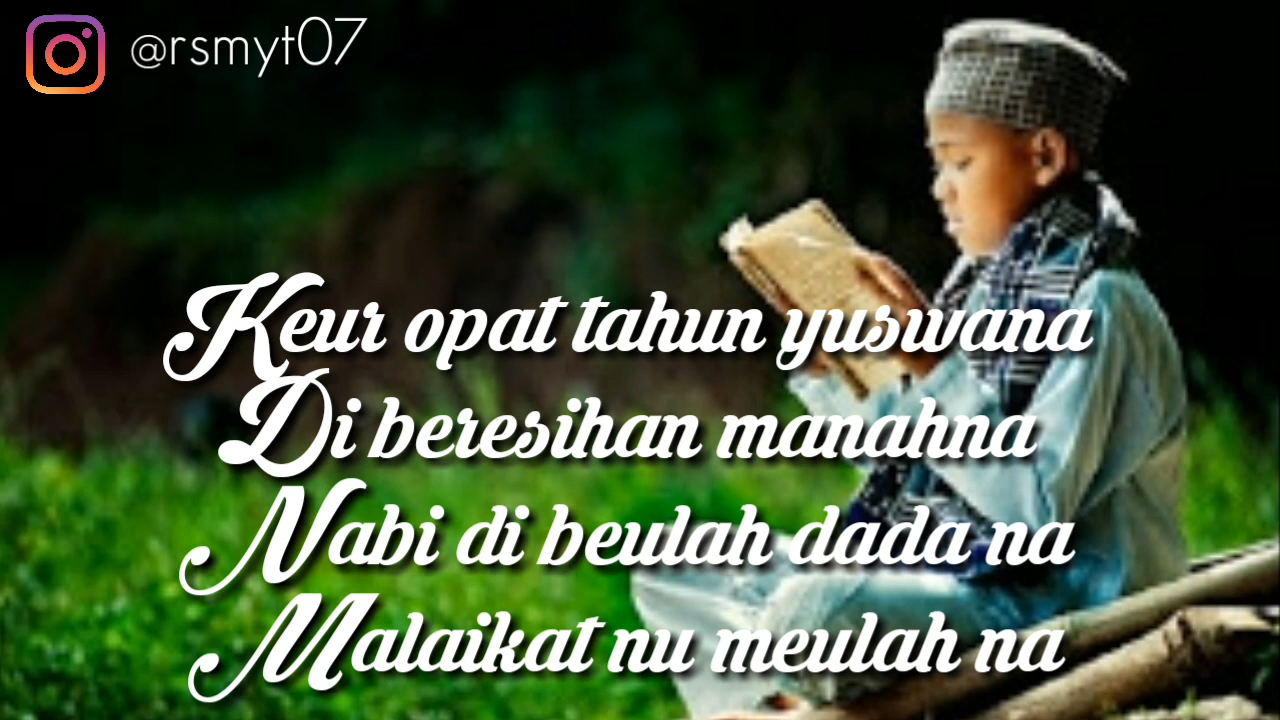 @rsmyt07
Keur opat tahun yuswana
Di beresihan manahna
Nabi di beulah dada na
Malaikat nu meulah na